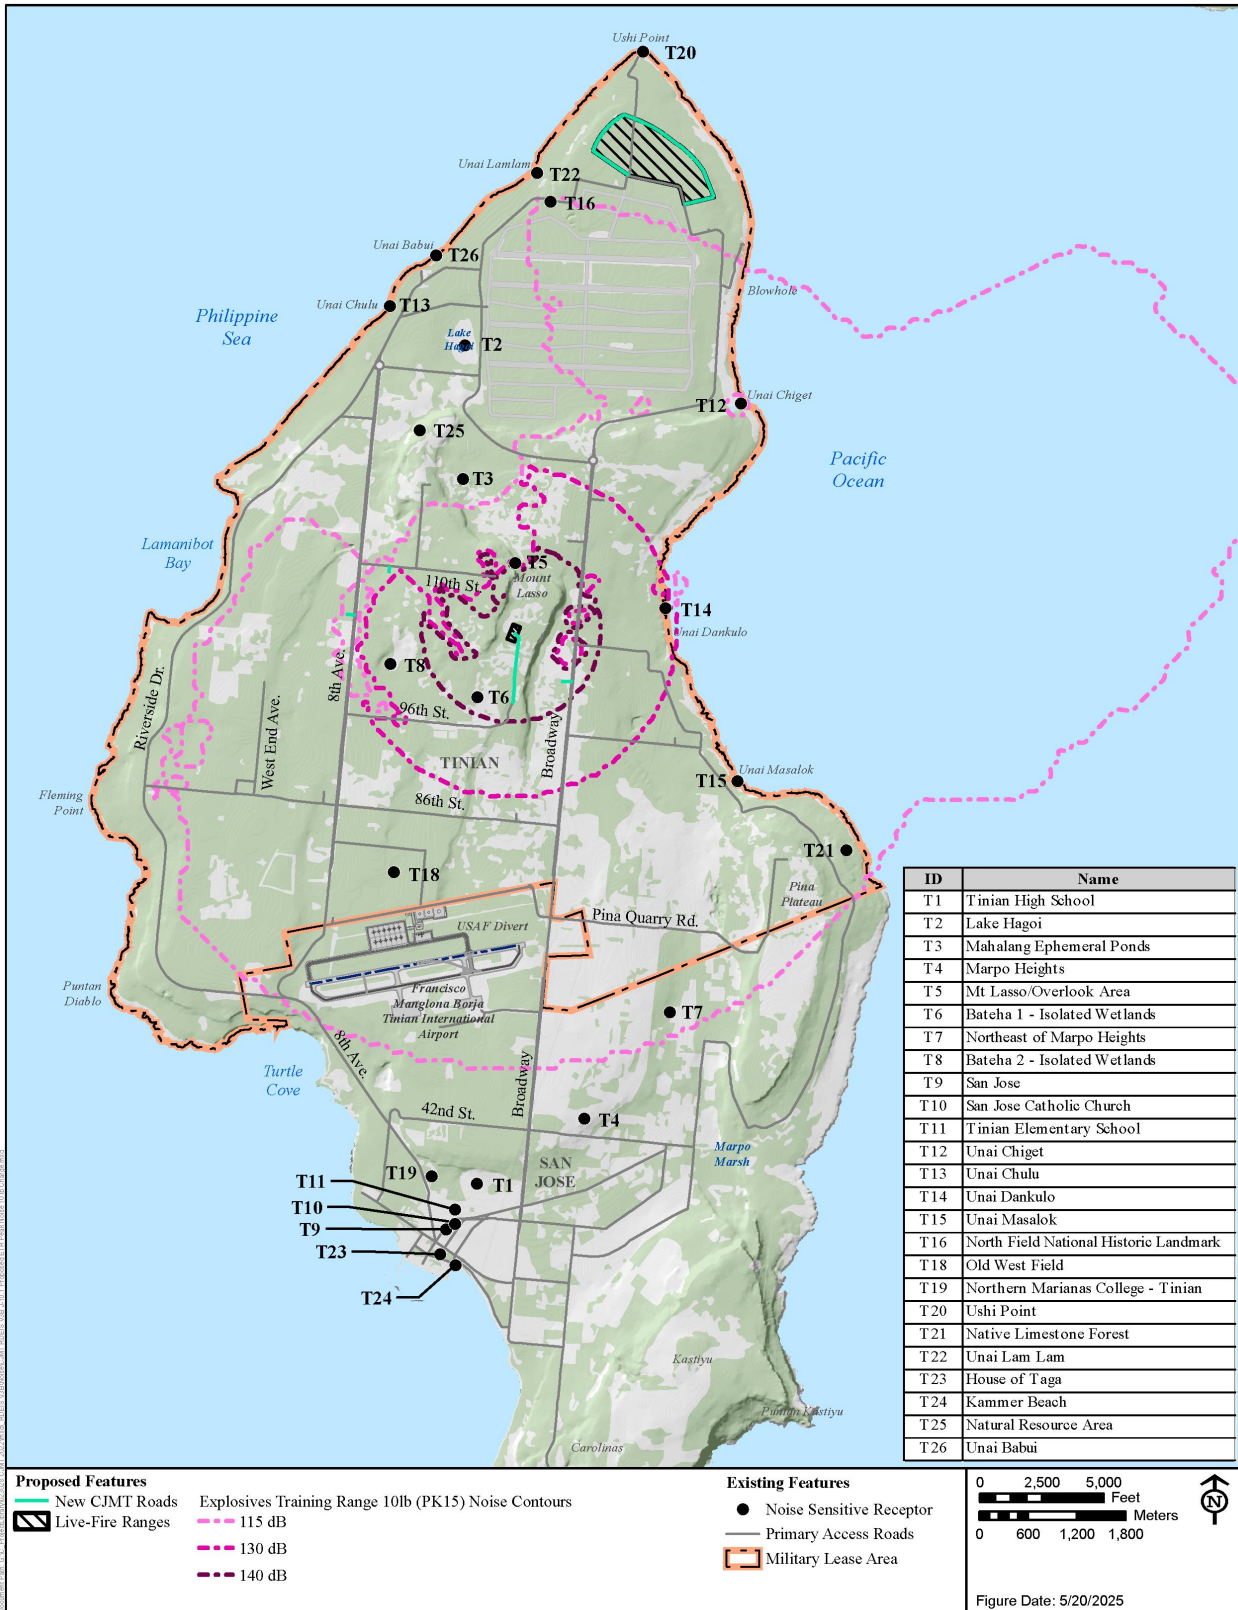 Ushi Point
T20
Unai Lamlam
T22
T16
Unai Babui
T26
Blowhole
Unai Chulu
T13
Philippine
Sea
Lake
Hagoi
T2
Unai Chiget
T12
T25
Pacific
Ocean
T3
Lamanibot
Bay
T5
Mount
Lasso
110th St.
T14
Unai Dankulo
T8
8th Ave.
Riverside Dr.
T6
West End Ave.
96th St.
Broadway
TINIAN
Unai Masalok
T15
Fleming
Point
86th St.
T21
T18
Pina
Plateau
Pina Quarry Rd.
USAF Divert
Puntan
Diablo
Francisco
Manglona Borja
Tinian International
Airport
T7
8th Ave.
Turtle
Cove
Broadway
42nd St.
T4
Marpo
Marsh
SAN
JOSE
T19
T1
T11
T10
T9
T23
T24
Kastiyu
Puntan Kastiyu
Carolinas
ID Name
T1 Tinian High School
T2 Lake Hagoi
T3 Mahalang Ephemeral Ponds
T4 Marpo Heights
T5 Mt Lasso/Overlook Area
T6 Bateha 1 - Isolated Wetlands
T7 Northeast of Marpo Heights
T8 Bateha 2 - Isolated Wetlands
T9 San Jose
T10 San Jose Catholic Church
T11 Tinian Elementary School
T12 Unai Chiget
T13 Unai Chulu
T14 Unai Dankulo
T15 Unai Masalok
T16 North Field National Historic Landmark
T18 Old West Field
T19 Northern Marianas College - Tinian
T20 Ushi Point
T21 Native Limestone Forest
T22 Unai Lam Lam
T23 House of Taga
T24 Kammer Beach
T25 Natural Resource Area
T26 Unai Babui
Proposed Features
New CJMT Roads
Live-Fire Ranges
Explosives Training Range 10lb (PK15) Noise Contours
115 dB
130 dB
140 dB
Existing Features
Noise Sensitive Receptor
Primary Access Roads
Military Lease Area
0 2,500 5,000
Feet
Meters
0 600 1,200 1,800
N
Figure Date: 5/20/2025